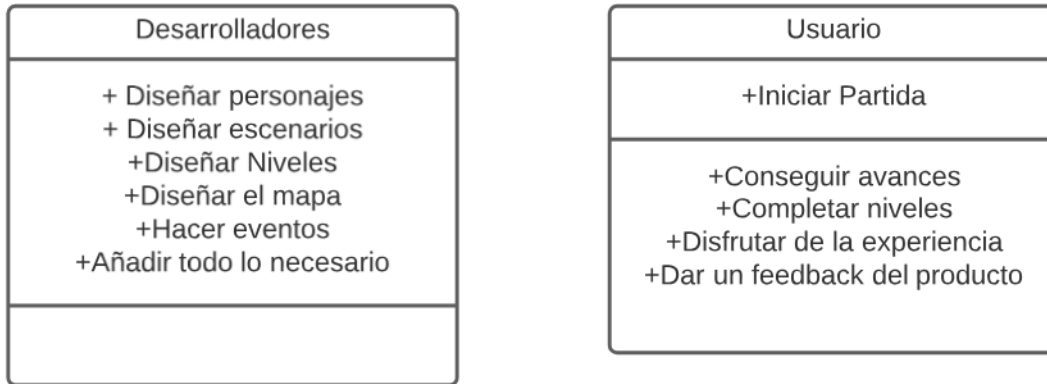 Desarrolladores
+ Diseñar personajes
+ Diseñar escenarios
+Diseñar Niveles
+Diseñar el mapa
+Hacer eventos
+Añadir todo lo necesario
Usuario
+Iniciar Partida
+Conseguir avances
+Completar niveles
+Disfrutar de la experiencia
+Dar un feedback del producto